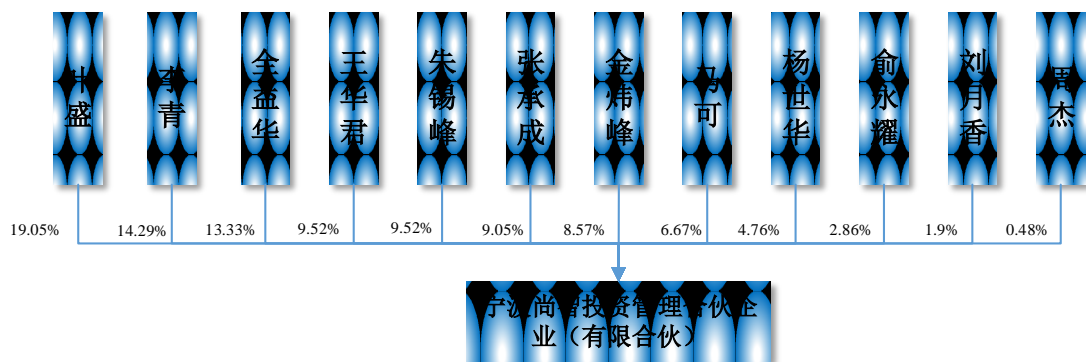 叶盛
李青
全益华
王华君
朱锡峰
张承成
金炜峰
马可
杨世华
俞永耀
刘月香
周杰
19.05%
14.29%
13.33%
9.52%
9.52%
9.05%
8.57%
6.67%
4.76%
2.86%
1.9%
0.48%
宁波尚智投资管理合伙企
业（有限合伙）